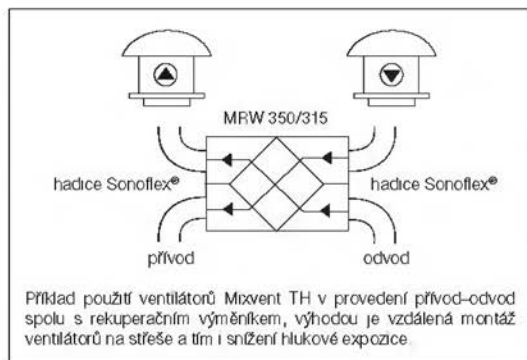 MRW 350/315
hadice Sonoflex®
hadice Sonoflex®
přívod
odvod
Příklad použití ventilátorů Mixvent TH v provedení přívod–odvod
spolu s rekuperačním výměníkem, výhodou je vzdálená montáž
ventilátorů na střeše a tím i snížení hlukové expozice.